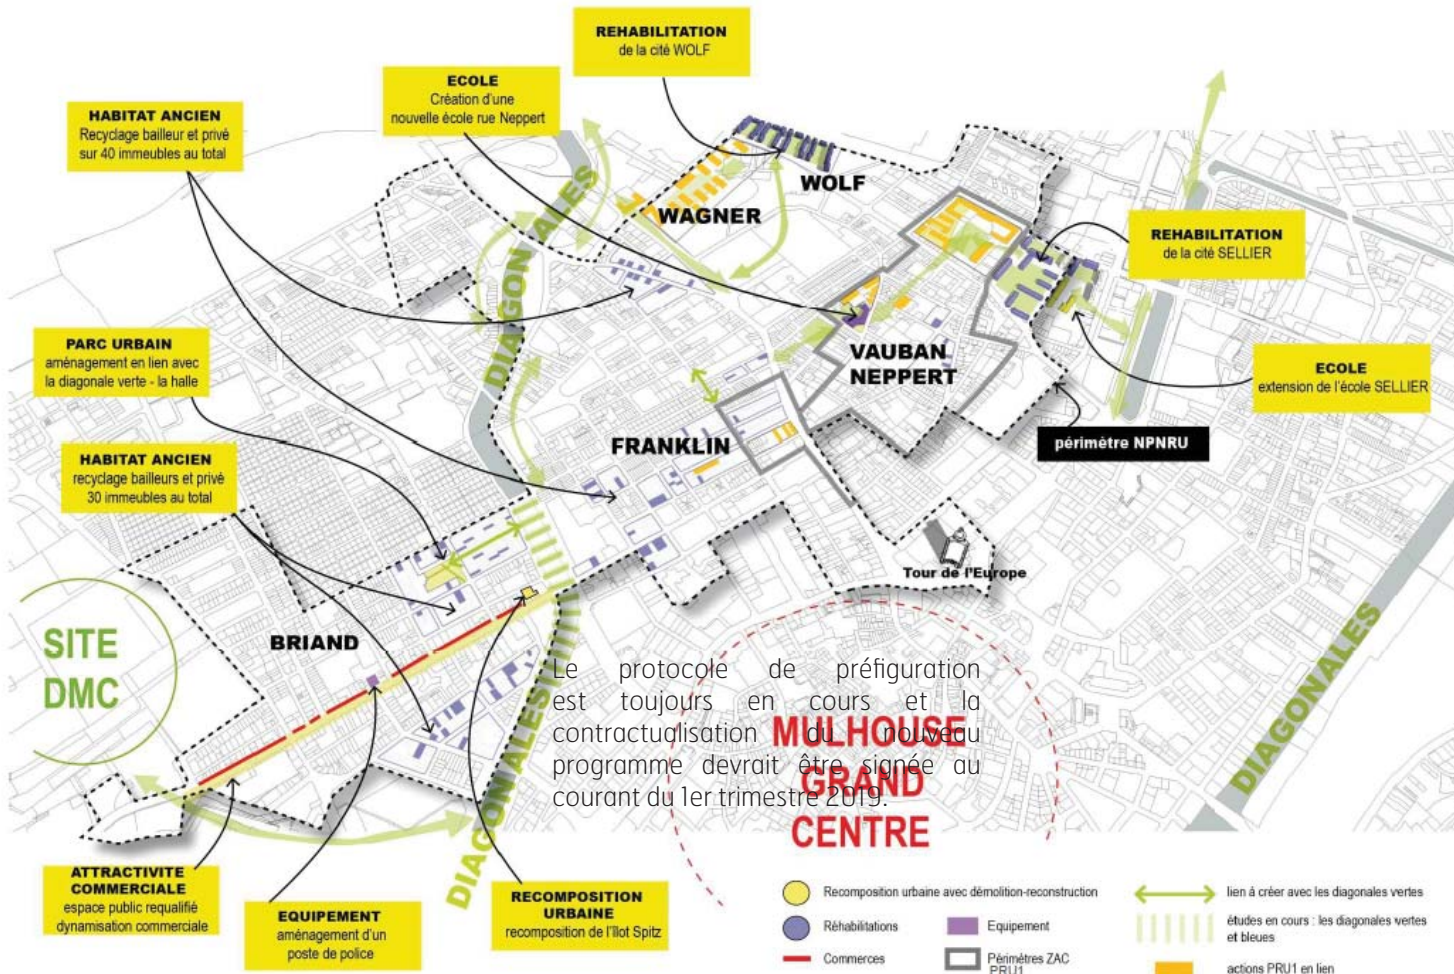 REHABILITATION
de la cité WOLF
ECOLE
Création d'une
nouvelle école rue Neppert
HABITAT ANCIEN
Recyclage bailleur et privé
sur 40 immeubles au total
WOLF
WAGNER
DIAGONALES
REHABILITATION
de la cité SELLIER
PARC URBAIN
aménagement en lien avec
la diagonale verte - la halle
VAUBAN
NEPPERT
ECOLE
extension de l'école SELLIER
périmètre NPNRU
FRANKLIN
HABITAT ANCIEN
recyclage bailleurs et privé
30 immeubles au total
Tour de l'Europe
SITE
DMC
BRIAND
Le protocole de préfiguration
est toujours en cours et la
contractualisation du nouveau
programme devrait être signée au
courant du 1er trimestre 2019.
MULHOUSE
GRAND
CENTRE
DIAGONALES
DIAGONALES
ATTRACTIVITE
COMMERCIALE
espace public requalifié
dynamisation commerciale
EQUIPEMENT
aménagement d'un
poste de police
RECOMPOSITION
URBAINE
recomposition de l'îlot Spitz
Recomposition urbaine avec démolition-reconstruction
Réhabilitations
Equipement
Commerces
Périmètres ZAC
PRU1
lien à créer avec les diagonales vertes
études en cours : les diagonales vertes
et bleues
actions PRU1 en lien